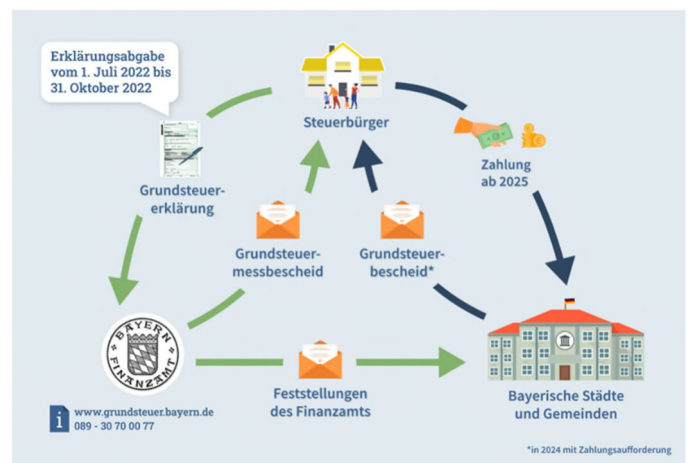 Erklärungsabgabe
vom 1. Juli 2022 bis
31. Oktober 2022
Steuerbürger
Zahlung
ab 2025
Grundsteuer-
erklärung
Grundsteuer-
messbescheid
Grundsteuer-
bescheid*
BAYERN
FINANZAMT
Feststellungen
des Finanzamts
Bayerische Städte
und Gemeinden
i
www.grundsteuer.bayern.de
089 - 30 70 00 77
*in 2024 mit Zahlungsaufforderung